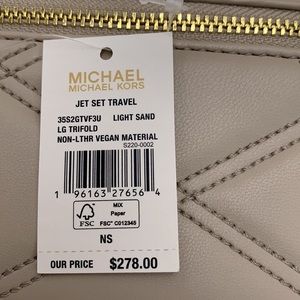 MICHAEL
MICHAEL KORS
JET SET TRAVEL
35S2GTVF3U LIGHT SAND
LG TRIFOLD
NON-LTHR VEGAN MATERIAL
S220-0002
1 96163 27656 4
FSC
MIX
Paper
FSC® C012345
NS
OUR PRICE $278.00